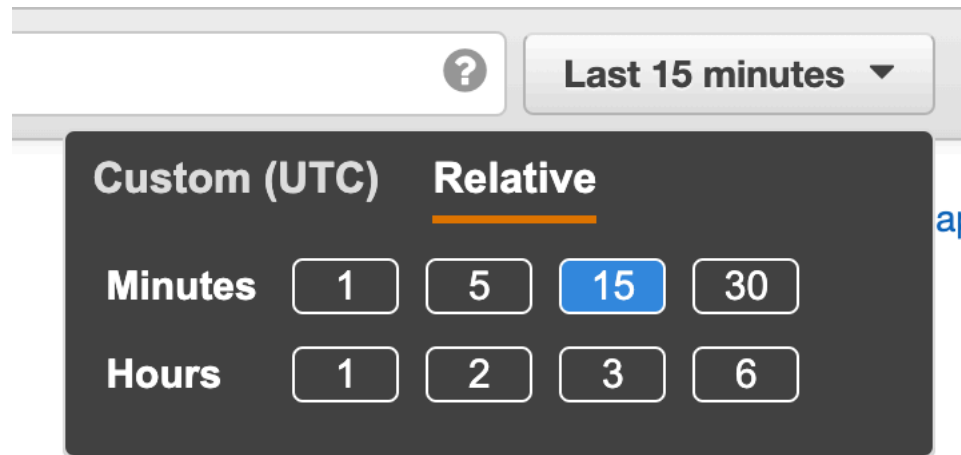 ?
Last 15 minutes
Custom (UTC) Relative
ap
Minutes 1 5 15 30
Hours 1 2 3 6